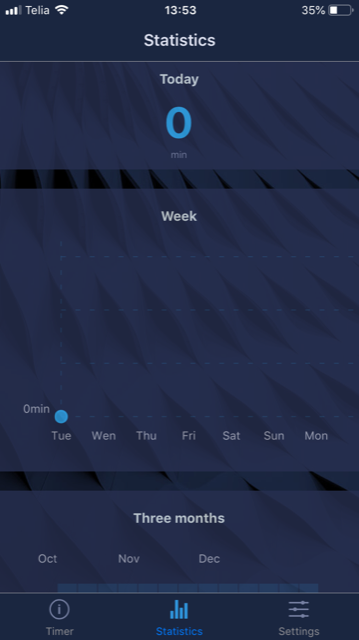 Telia 13:53 35%
Statistics
Today
0
min
Week
0min
Tue Wen Thu Fri Sat Sun Mon
Three months
Oct Nov Dec
Timer Statistics Settings